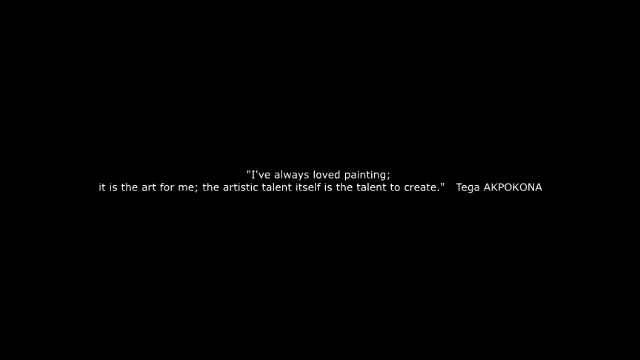 "I've always loved painting;
it is the art for me; the artistic talent itself is the talent to create."   Tega AKPOKONA